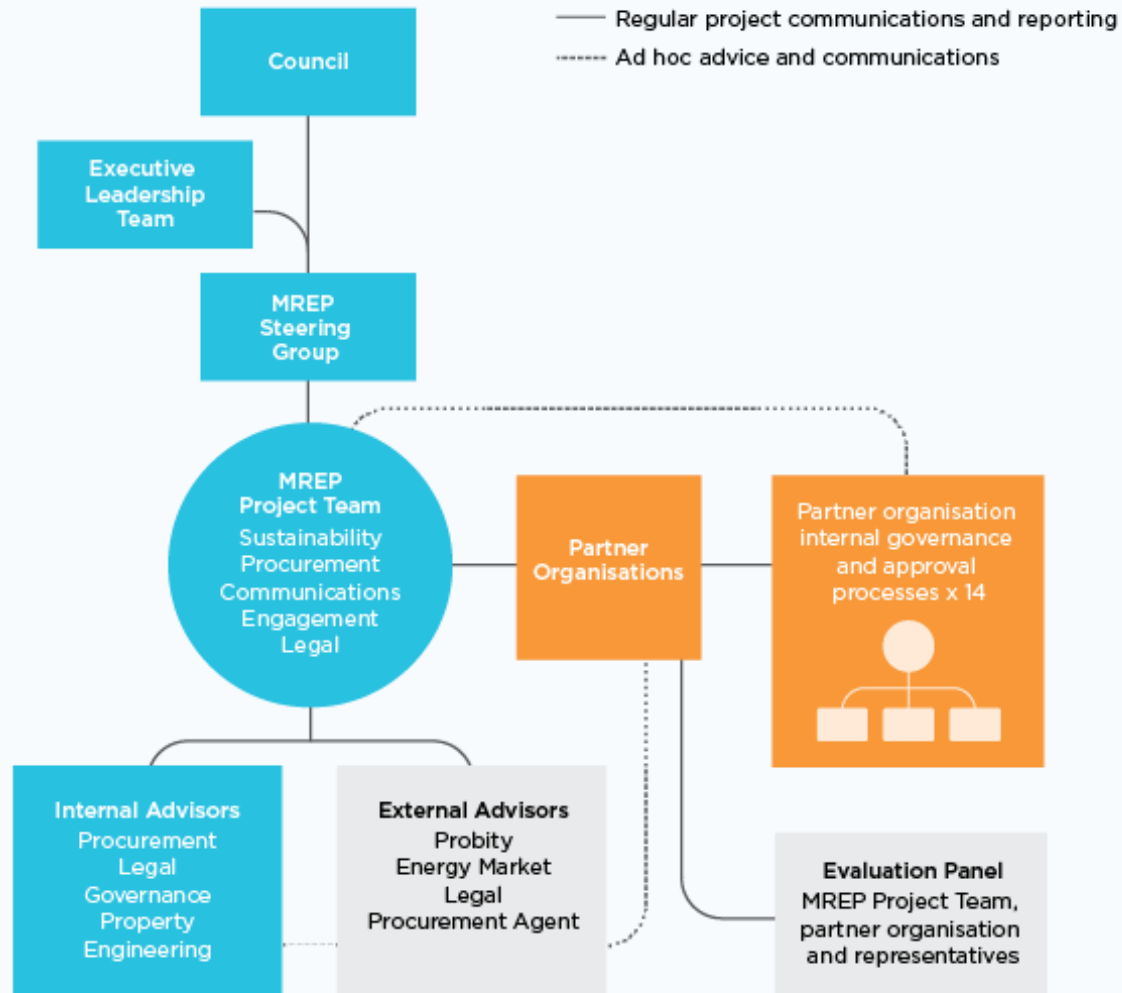 Regular project communications and reporting
Ad hoc advice and communications
Council
Executive
Leadership
Team
MREP
Steering
Group
MREP
Project Team
Sustainability
Procurement
Communications
Engagement
Legal
Partner
Organisations
Partner organisation
internal governance
and approval
processes x 14
Internal Advisors
Procurement
Legal
Governance
Property
Engineering
External Advisors
Probity
Energy Market
Legal
Procurement Agent
Evaluation Panel
MREP Project Team,
partner organisation
and representatives